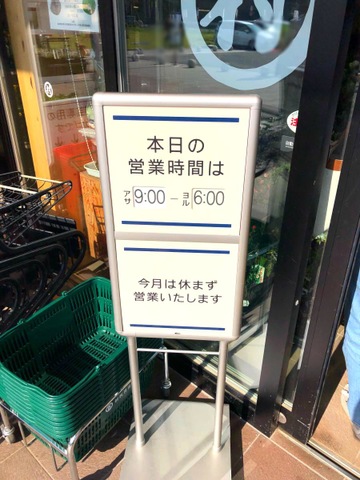 本日の
営業時間は
アサ 9:00 － ヨル 6:00
今月は休まず
営業いたします